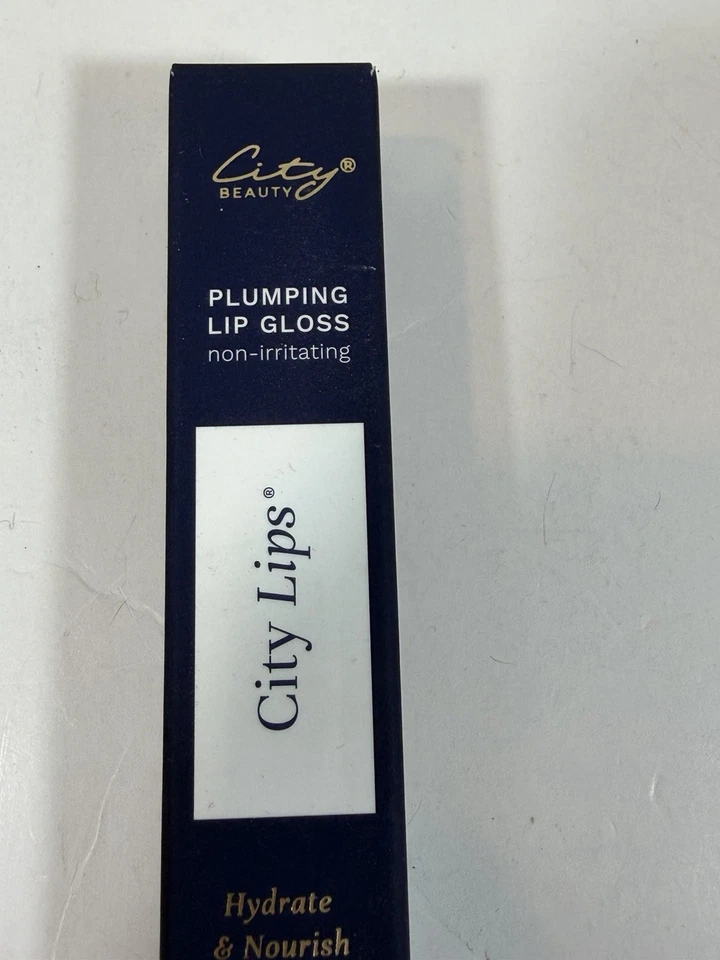 City®
BEAUTY
PLUMPING
LIP GLOSS
non-irritating
City Lips®
Hydrate
& Nourish